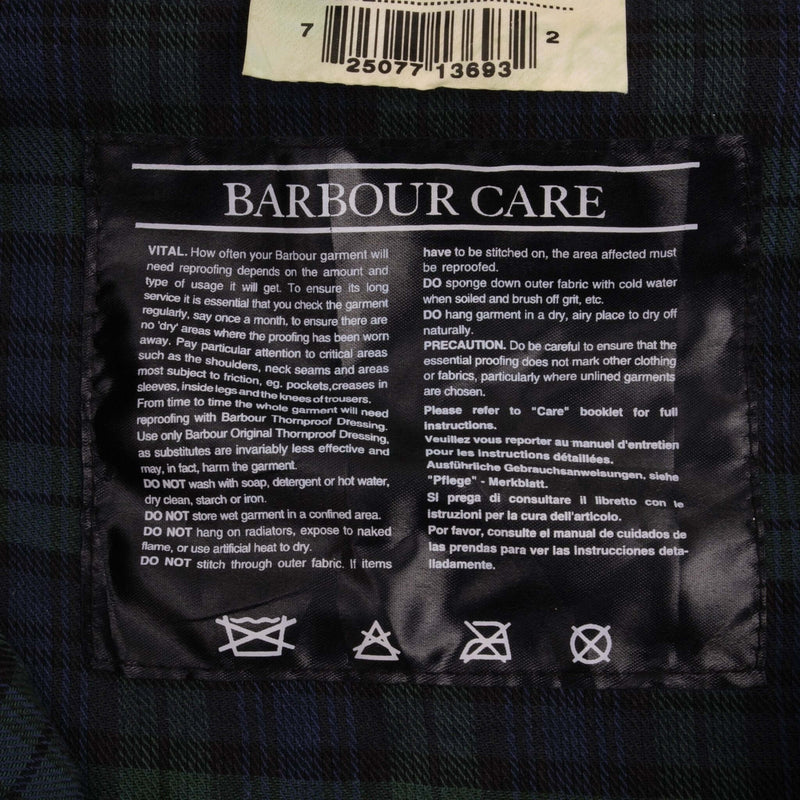 7 25077 13693 2
BARBOUR CARE
VITAL. How often your Barbour garment will
need reproofing depends on the amount and
type of usage it will get. To ensure its long
service it is essential that you check the garment
regularly, say once a month, to ensure there are
no 'dry' areas where the proofing has been worn
away. Pay particular attention to critical areas
such as the shoulders, neck seams and areas
most subject to friction, eg. pockets,creases in
sleeves, inside legs and the knees of trousers.
From time to time the whole garment will need
reproofing with Barbour Thornproof Dressing.
Use only Barbour Original Thornproof Dressing,
as substitutes are invariably less effective and
may, in fact, harm the garment.
DO NOT wash with soap, detergent or hot water,
dry clean, starch or iron.
DO NOT store wet garment in a confined area.
DO NOT hang on radiators, expose to naked
flame, or use artificial heat to dry.
DO NOT stitch through outer fabric. If items
have to be stitched on, the area affected must
be reproofed.
DO sponge down outer fabric with cold water
when soiled and brush off grit, etc.
DO hang garment in a dry, airy place to dry off
naturally.
PRECAUTION. Do be careful to ensure that the
essential proofing does not mark other clothing
or fabrics, particularly where unlined garments
are chosen.
Please refer to "Care" booklet for full
instructions.
Veuillez vous reporter au manuel d'entretien
pour les instructions détaillées.
Ausführliche Gebrauchsanweisungen, siehe
"Pflege" - Merkblatt.
Si prega di consultare il libretto con le
istruzioni per la cura dell'articolo.
Por favor, consulte el manual de cuidados de
las prendas para ver las instrucciones deta-
lladamente.